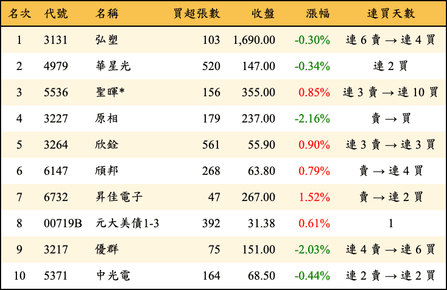 名次 代號 名稱 買超張數 收盤 漲幅 連買天數
1 3131 弘塑 103 1,690.00 -0.30% 連 6 賣 → 連 4 買
2 4979 華星光 520 147.00 -0.34% 連 2 買
3 5536 聖暉* 156 355.00 0.85% 連 3 賣 → 連 10 買
4 3227 原相 179 237.00 -2.16% 賣 → 買
5 3264 欣銓 561 55.90 0.90% 連 3 賣 → 連 3 買
6 6147 頎邦 268 63.80 0.79% 賣 → 連 4 買
7 6732 昇佳電子 47 267.00 1.52% 賣 → 連 2 買
8 00719B 元大美債1-3 392 31.38 0.61% 1
9 3217 優群 75 151.00 -2.03% 連 4 賣 → 連 6 買
10 5371 中光電 164 68.50 -0.44% 連 2 賣 → 連 2 買